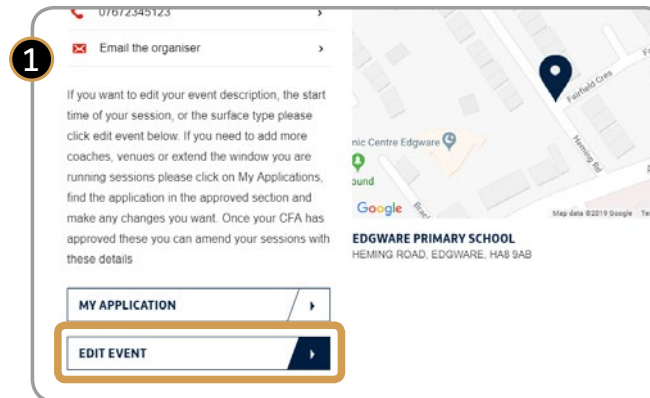 1
07672345123
Email the organiser
If you want to edit your event description, the start
time of your session, or the surface type please
click edit event below. If you need to add more
coaches, venues or extend the window you are
running sessions please click on My Applications,
find the application in the approved section and
make any changes you want. Once your CFA has
approved these you can amend your sessions with
these details
MY APPLICATION
EDIT EVENT
Fairfield Cres
Heming Rd
nic Centre Edgware
ound
Google
Map data ©2019 Google
EDGWARE PRIMARY SCHOOL
HEMING ROAD, EDGWARE, HA8 9AB